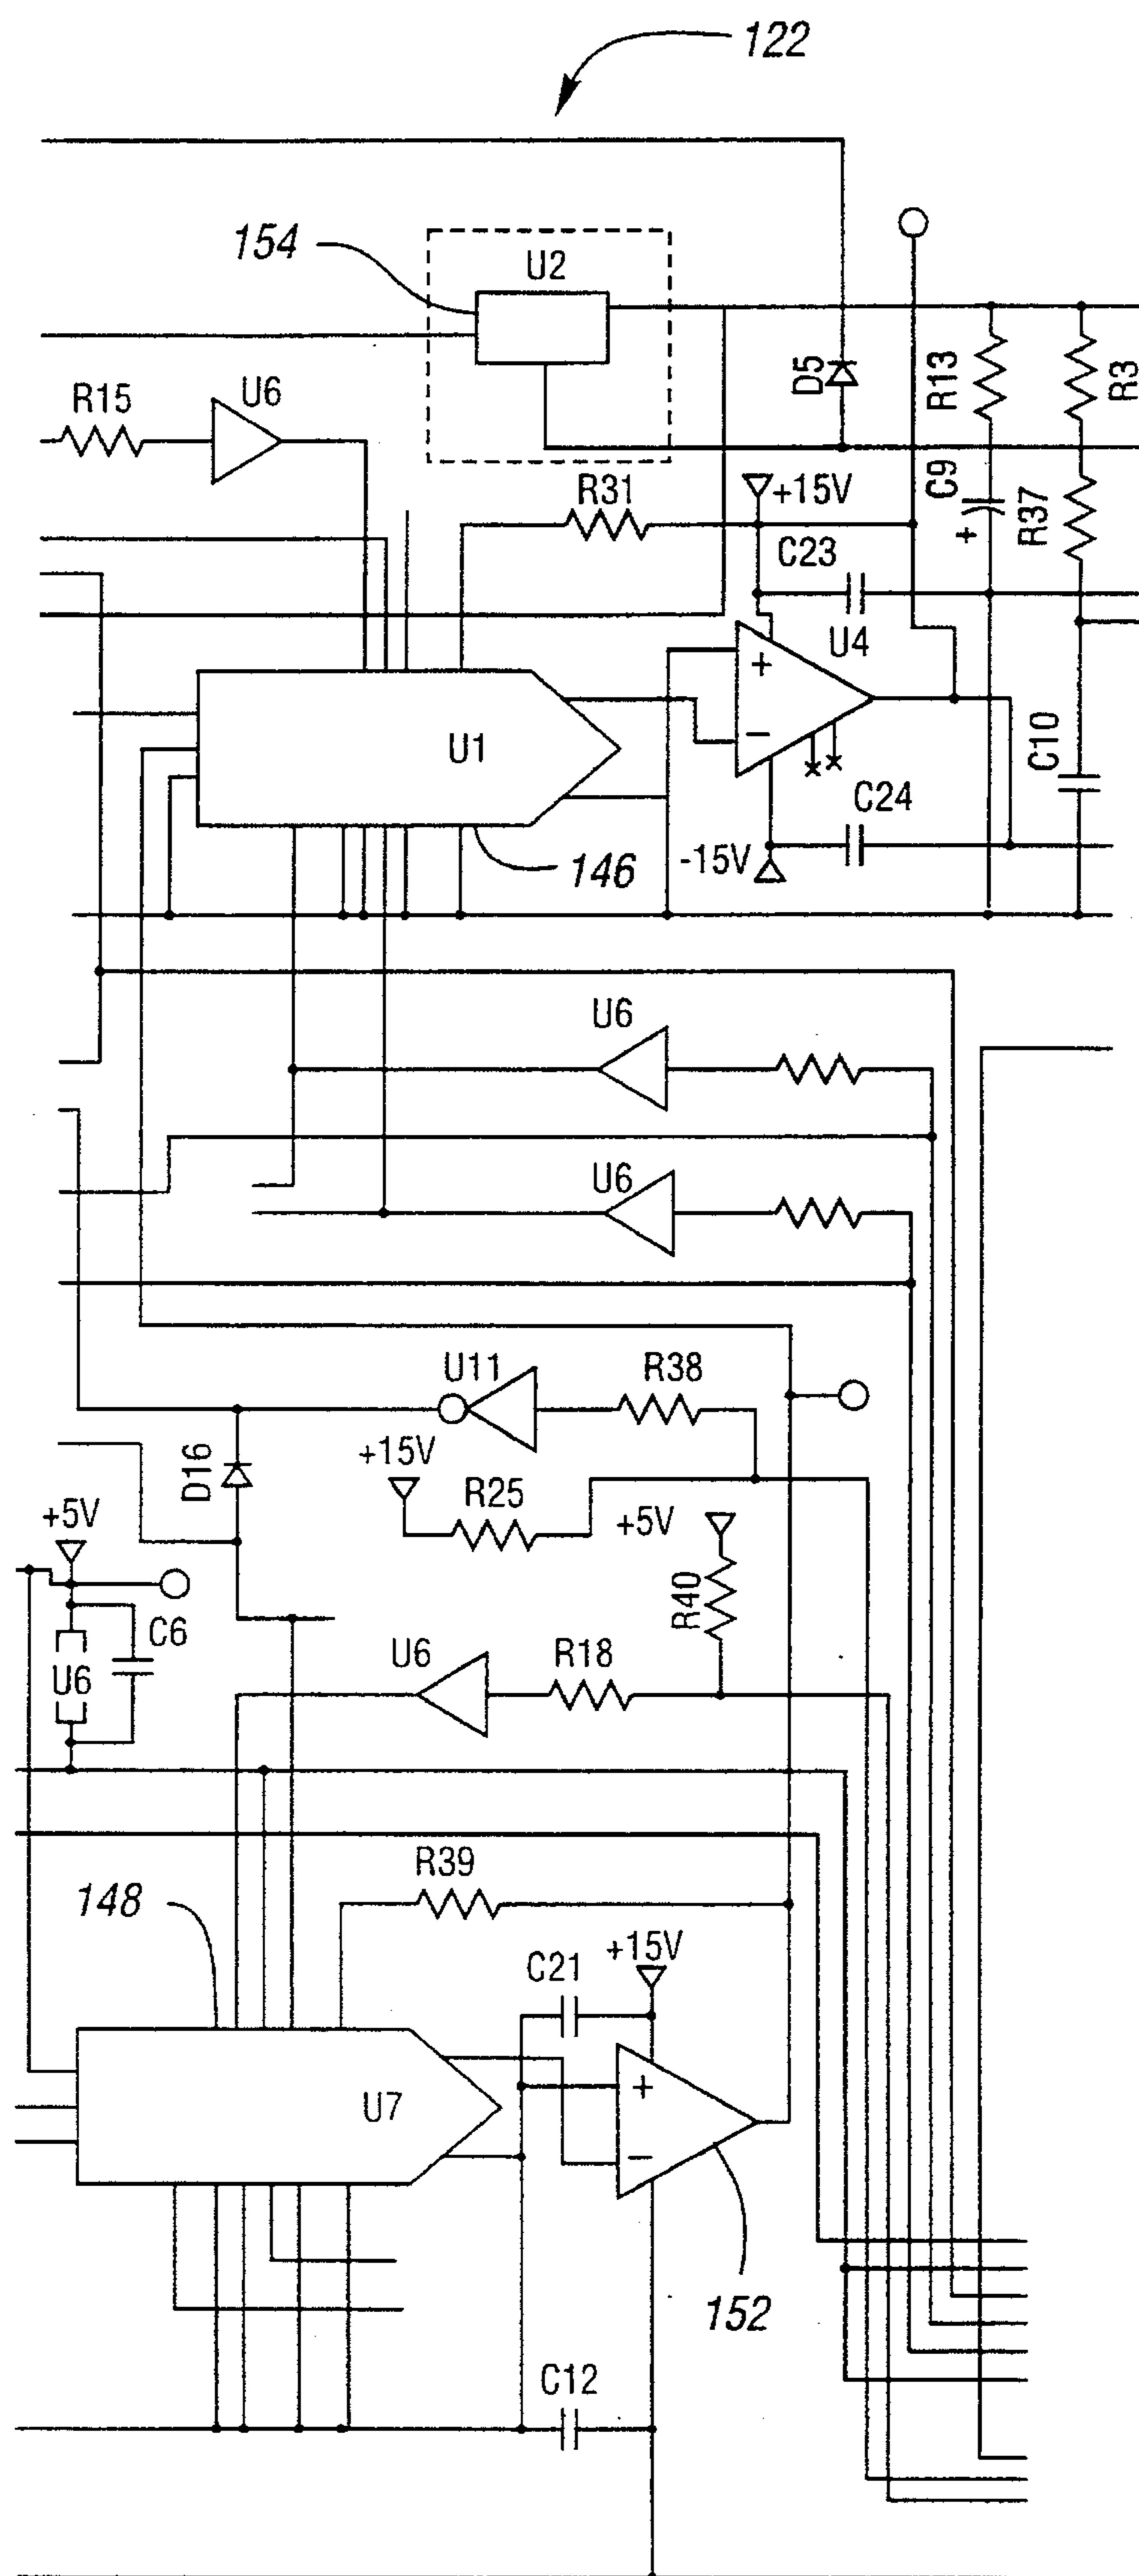 122
154
U2
R15
U6
D5
R13
R3
R31
+15V
C9
+
R37
C23
U4
+
−
U1
C10
C24
146
-15V
U6
U6
U11
R38
+15V
D16
R25
+5V
+5V
R40
C6
U6
U6
R18
R39
148
C21
+15V
+
−
U7
152
C12